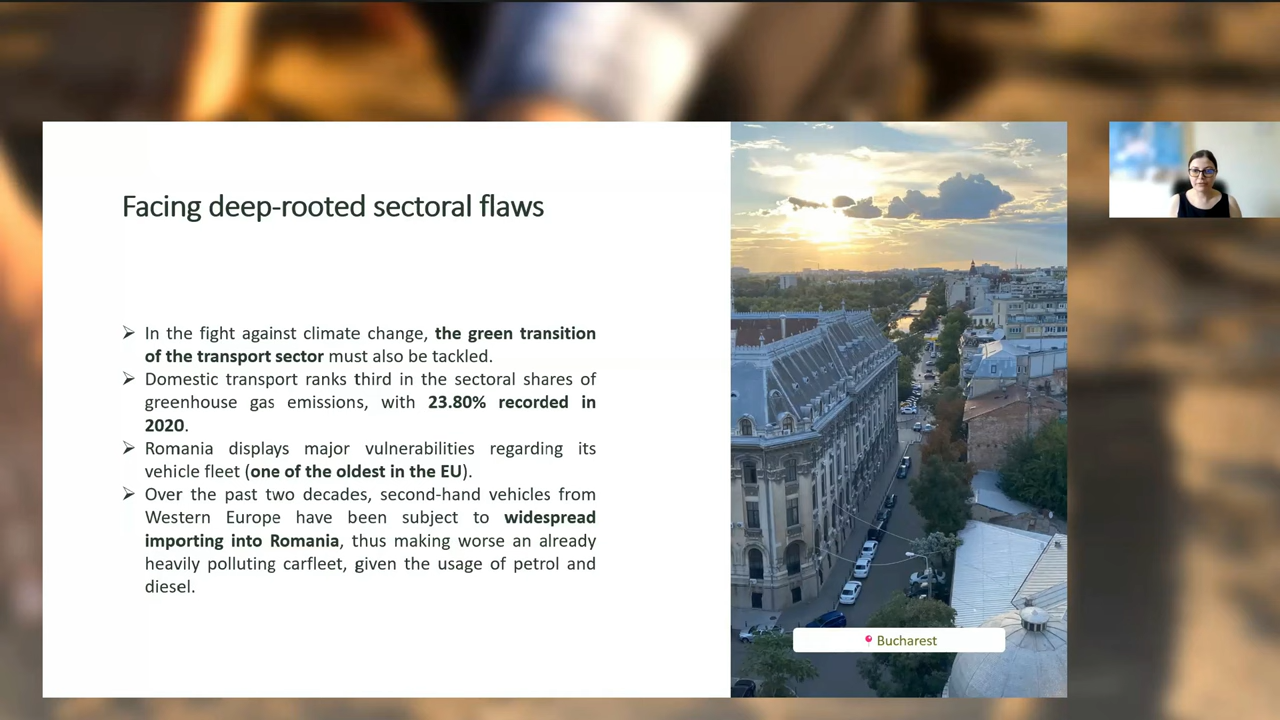 Facing deep-rooted sectoral flaws
➢ In the fight against climate change, the green transition
of the transport sector must also be tackled.
➢ Domestic transport ranks third in the sectoral shares of
greenhouse gas emissions, with 23.80% recorded in
2020.
➢ Romania displays major vulnerabilities regarding its
vehicle fleet (one of the oldest in the EU).
➢ Over the past two decades, second-hand vehicles from
Western Europe have been subject to widespread
importing into Romania, thus making worse an already
heavily polluting carfleet, given the usage of petrol and
diesel.
📍Bucharest